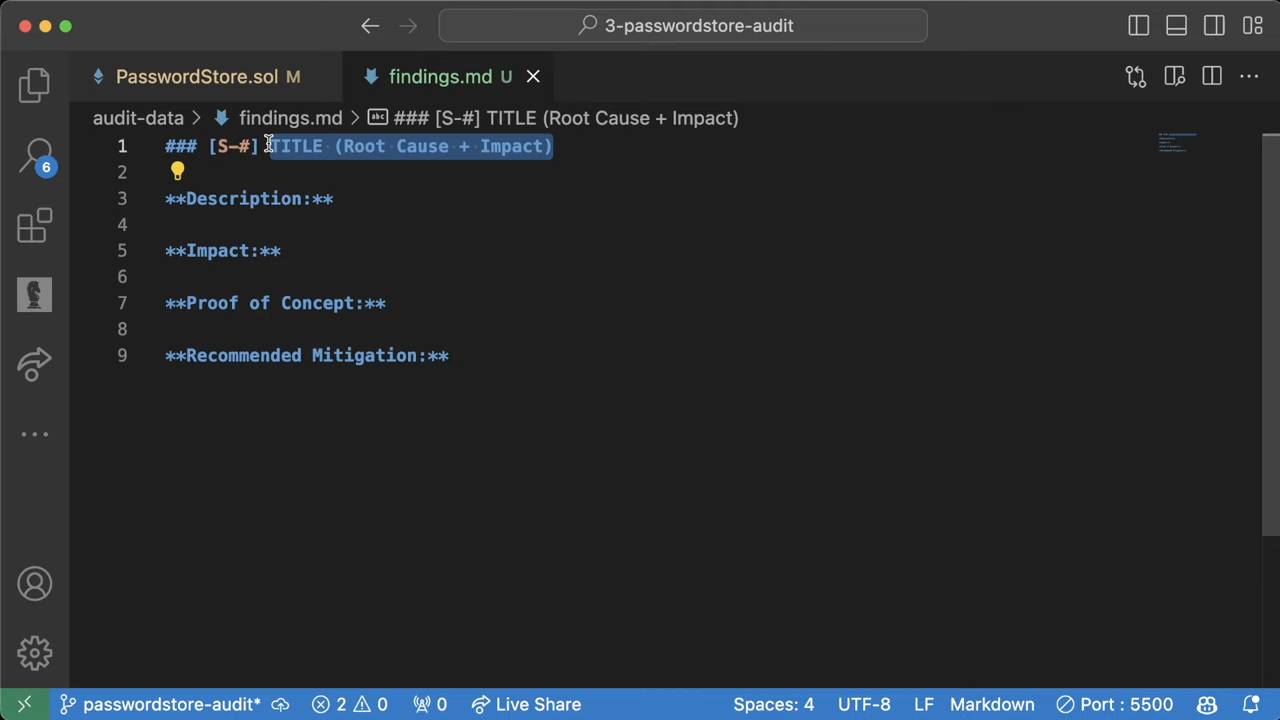 3-passwordstore-audit
PasswordStore.sol M
findings.md U
audit-data > findings.md > ### [S-#] TITLE (Root Cause + Impact)
1 ### [S-#] TITLE (Root Cause + Impact)
2
3 **Description:**
4
5 **Impact:**
6
7 **Proof of Concept:**
8
9 **Recommended Mitigation:**
6
passwordstore-audit* 2 0 0 Live Share Spaces: 4 UTF-8 LF Markdown Port : 5500